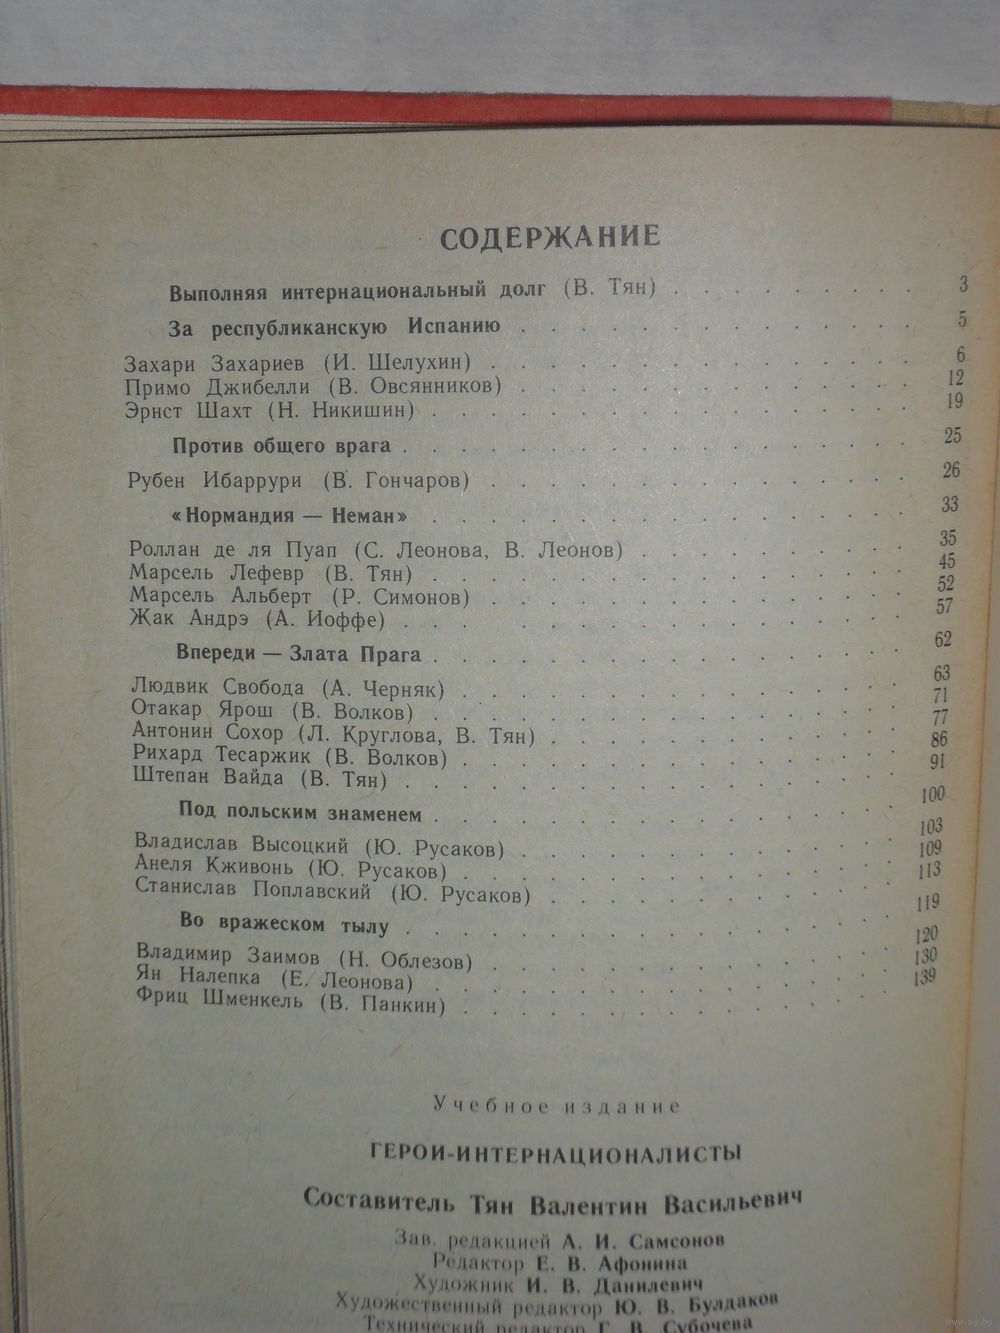 СОДЕРЖАНИЕ
Выполняя интернациональный долг (В. Тян) . . . . . . . . . 3
За республиканскую Испанию . . . . . . . . . . . . . . 5
Захари Захариев (И. Шелухин) . . . . . . . . . . . . . . 6
Примо Джибелли (В. Овсянников) . . . . . . . . . . . . . 12
Эрнст Шахт (Н. Никишин) . . . . . . . . . . . . . . . . 19
Против общего врага . . . . . . . . . . . . . . . . . 25
Рубен Ибаррури (В. Гончаров) . . . . . . . . . . . . . . 26
«Нормандия — Неман» . . . . . . . . . . . . . . . . 33
Роллан де ля Пуап (С. Леонова, В. Леонов) . . . . . . . . . 35
Марсель Лефевр (В. Тян) . . . . . . . . . . . . . . . . 45
Марсель Альберт (Р. Симонов) . . . . . . . . . . . . . . 52
Жак Андрэ (А. Иоффе) . . . . . . . . . . . . . . . . 57
Впереди — Злата Прага . . . . . . . . . . . . . . . . 62
Людвик Свобода (А. Черняк) . . . . . . . . . . . . . . . 63
Отакар Ярош (В. Волков) . . . . . . . . . . . . . . . . 71
Антонин Сохор (Л. Круглова, В. Тян) . . . . . . . . . . . . 77
Рихард Тесаржик (В. Волков) . . . . . . . . . . . . . . . 86
Штепан Вайда (В. Тян) . . . . . . . . . . . . . . . . . 91
Под польским знаменем . . . . . . . . . . . . . . . . 100
Владислав Высоцкий (Ю. Русаков) . . . . . . . . . . . . . 103
Анеля Кживонь (Ю. Русаков) . . . . . . . . . . . . . . . 109
Станислав Поплавский (Ю. Русаков) . . . . . . . . . . . . 113
Во вражеском тылу . . . . . . . . . . . . . . . . . 119
Владимир Заимов (Н. Облезов) . . . . . . . . . . . . . . 120
Ян Налепка (Е. Леонова) . . . . . . . . . . . . . . . . 130
Фриц Шменкель (В. Панкин) . . . . . . . . . . . . . . . 139
Учебное издание
ГЕРОИ-ИНТЕРНАЦИОНАЛИСТЫ
Составитель Тян Валентин Васильевич
Зав. редакцией А. И. Самсонов
Редактор Е. В. Афонина
Художник И. В. Данилевич
Художественный редактор Ю. В. Булдаков
Технический редактор Г. В. Субочева
www.ay.by